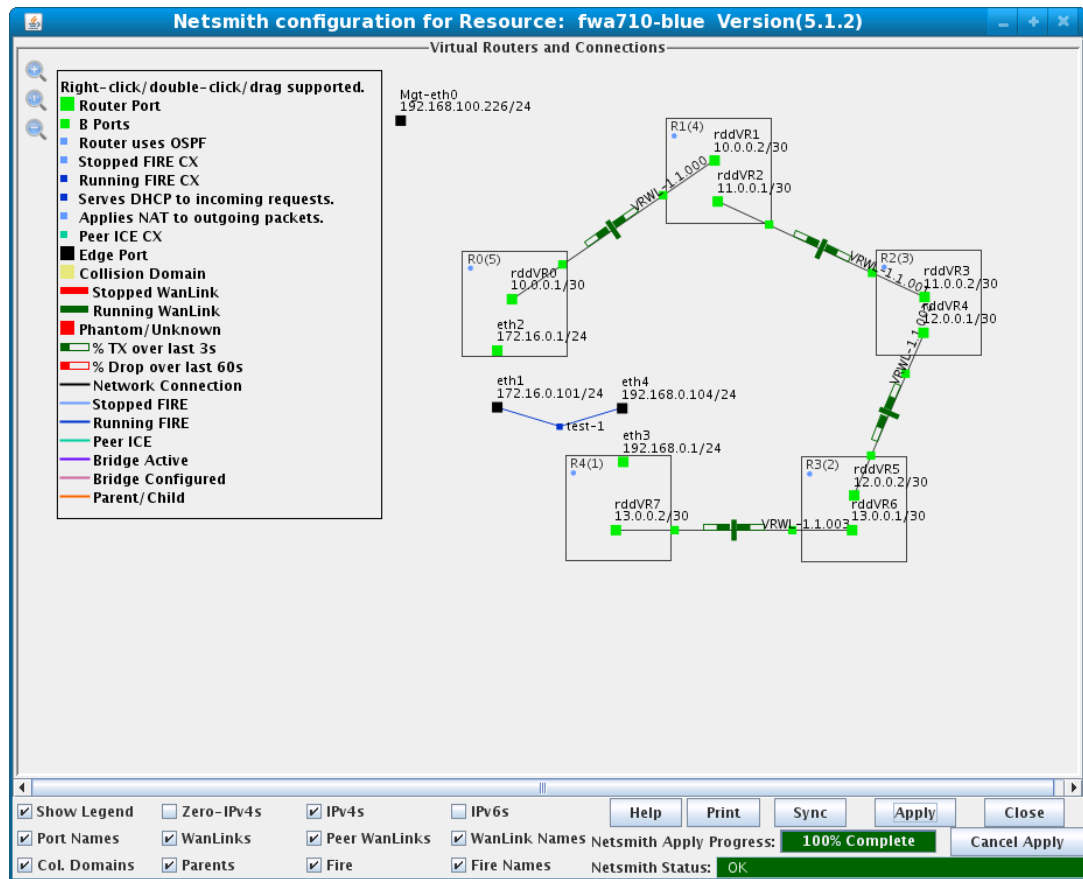 Netsmith configuration for Resource: fwa710-blue Version(5.1.2)
Virtual Routers and Connections
Right-click/double-click/drag supported.
Router Port
B Ports
Router uses OSPF
Stopped FIRE CX
Running FIRE CX
Serves DHCP to incoming requests.
Applies NAT to outgoing packets.
Peer ICE CX
Edge Port
Collision Domain
Stopped WanLink
Running WanLink
Phantom/Unknown
% TX over last 3s
% Drop over last 60s
Network Connection
Stopped FIRE
Running FIRE
Peer ICE
Bridge Active
Bridge Configured
Parent/Child
Mgt-eth0
192.168.100.226/24
R1(4)
rddVR1
10.0.0.2/30
rddVR2
11.0.0.1/30
VRWL-1.1.000
R0(5)
rddVR0
10.0.0.1/30
eth2
172.16.0.1/24
R2(3)
rddVR3
11.0.0.2/30
rddVR4
12.0.0.1/30
VRWL-1.1.001
VRWL-1.1.002
eth1
172.16.0.101/24
eth4
192.168.0.104/24
test-1
eth3
192.168.0.1/24
R4(1)
rddVR7
13.0.0.2/30
R3(2)
rddVR5
12.0.0.2/30
rddVR6
13.0.0.1/30
VRWL-1.1.003
Show Legend Zero-IPv4s IPv4s IPv6s Help Print Sync Apply Close
Port Names WanLinks Peer WanLinks WanLink Names Netsmith Apply Progress: 100% Complete Cancel Apply
Col. Domains Parents Fire Fire Names Netsmith Status: OK